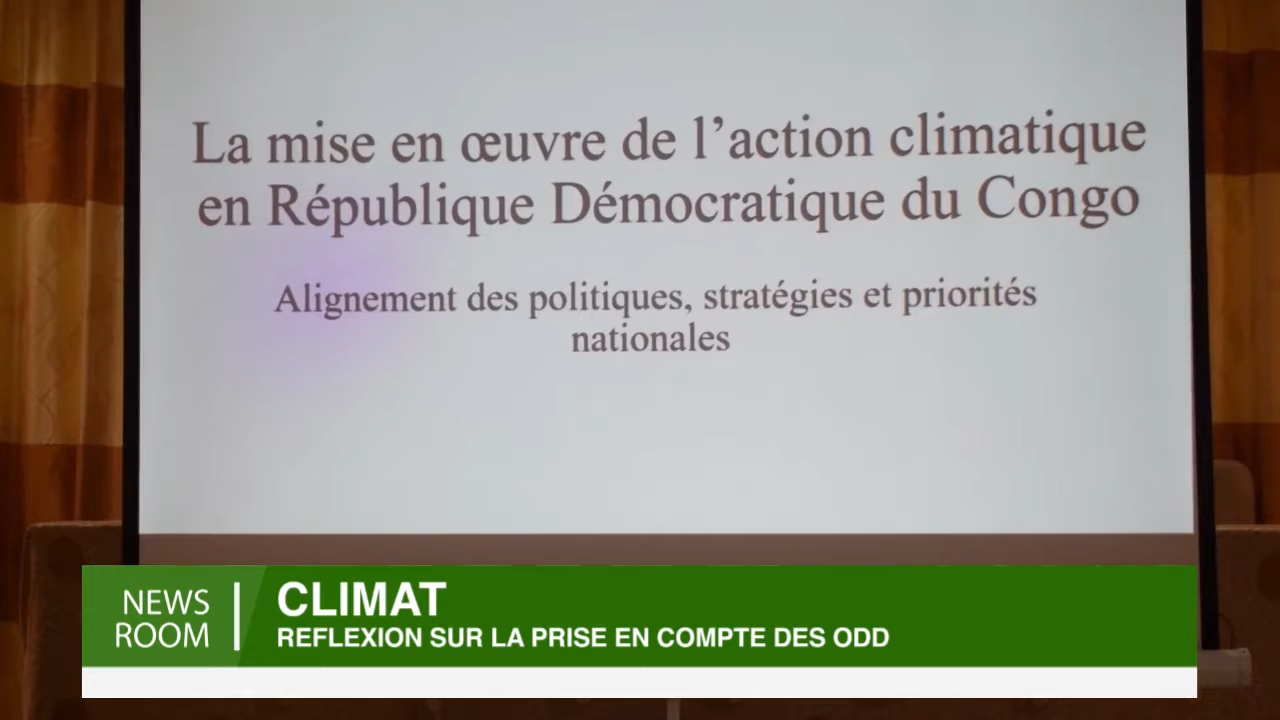 La mise en œuvre de l’action climatique
en République Démocratique du Congo
Alignement des politiques, stratégies et priorités
nationales
NEWS
ROOM
CLIMAT
REFLEXION SUR LA PRISE EN COMPTE DES ODD